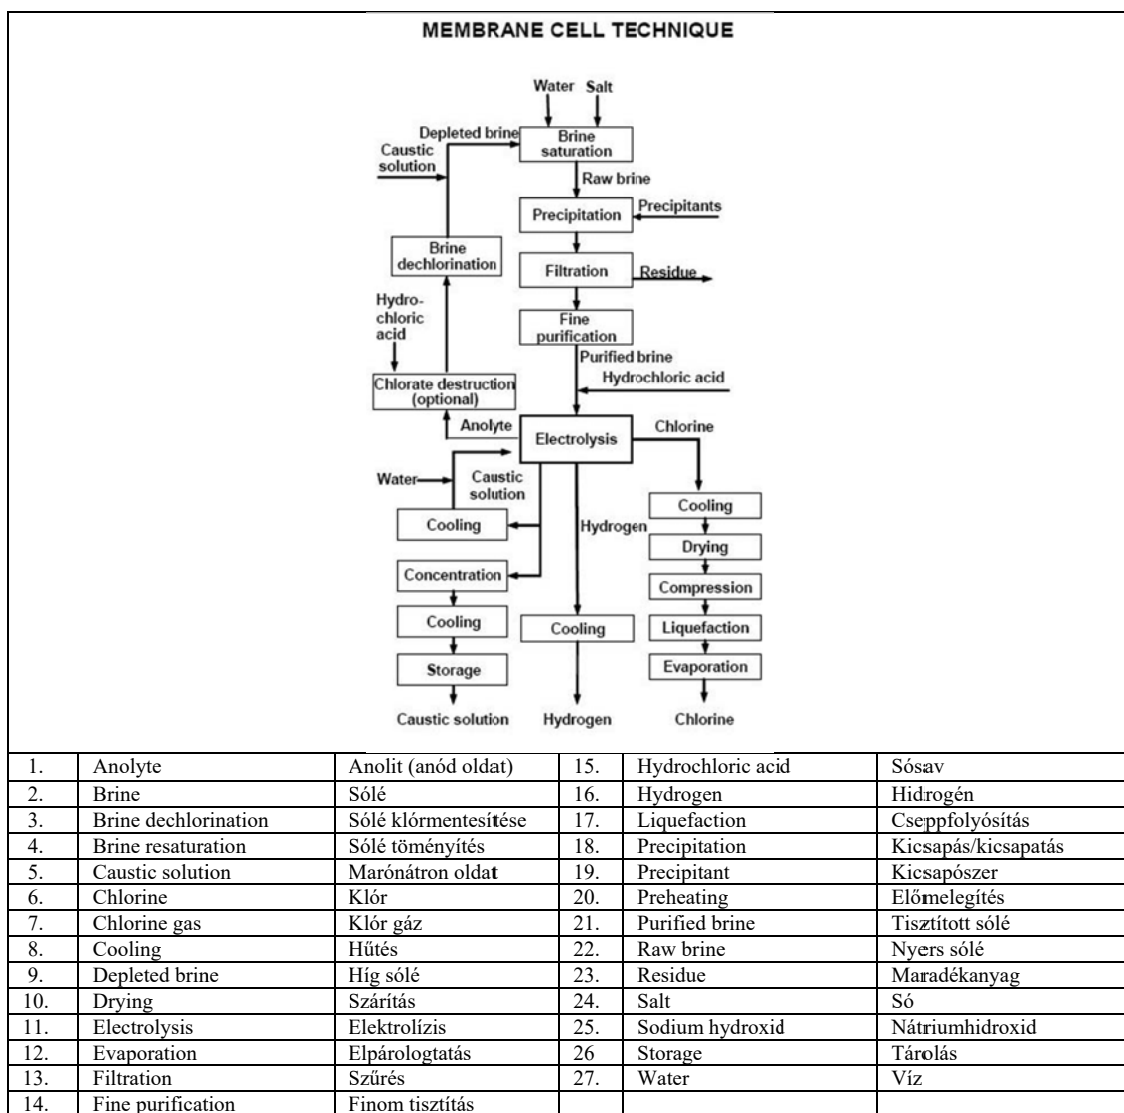 MEMBRANE CELL TECHNIQUE
Water Salt
Depleted brine
Brine
saturation
Caustic
solution
Raw brine
Precipitation
Precipitants
Brine
dechlorination
Filtration
Residue
Hydro-
chloric
acid
Fine
purification
Purified brine
Hydrochloric acid
Chlorate destruction
(optional)
Anolyte
Electrolysis
Chlorine
Water
Caustic
solution
Cooling
Hydrogen
Cooling
Drying
Concentration
Compression
Cooling
Cooling
Liquefaction
Storage
Evaporation
Caustic solution
Hydrogen
Chlorine
1. Anolyte Anolit (anód oldat) 15. Hydrochloric acid Sósav
2. Brine Sólé 16. Hydrogen Hidrogén
3. Brine dechlorination Sólé klórmentesítése 17. Liquefaction Cseppfolyósítás
4. Brine resaturation Sólé töményítés 18. Precipitation Kicsapás/kicsapatás
5. Caustic solution Marónátron oldat 19. Precipitant Kicsapószer
6. Chlorine Klór 20. Preheating Előmelegítés
7. Chlorine gas Klór gáz 21. Purified brine Tisztított sólé
8. Cooling Hűtés 22. Raw brine Nyers sólé
9. Depleted brine Híg sólé 23. Residue Maradékanyag
10. Drying Szárítás 24. Salt Só
11. Electrolysis Elektrolízis 25. Sodium hydroxid Nátriumhidroxid
12. Evaporation Elpárologtatás 26 Storage Tárolás
13. Filtration Szűrés 27. Water Víz
14. Fine purification Finom tisztítás